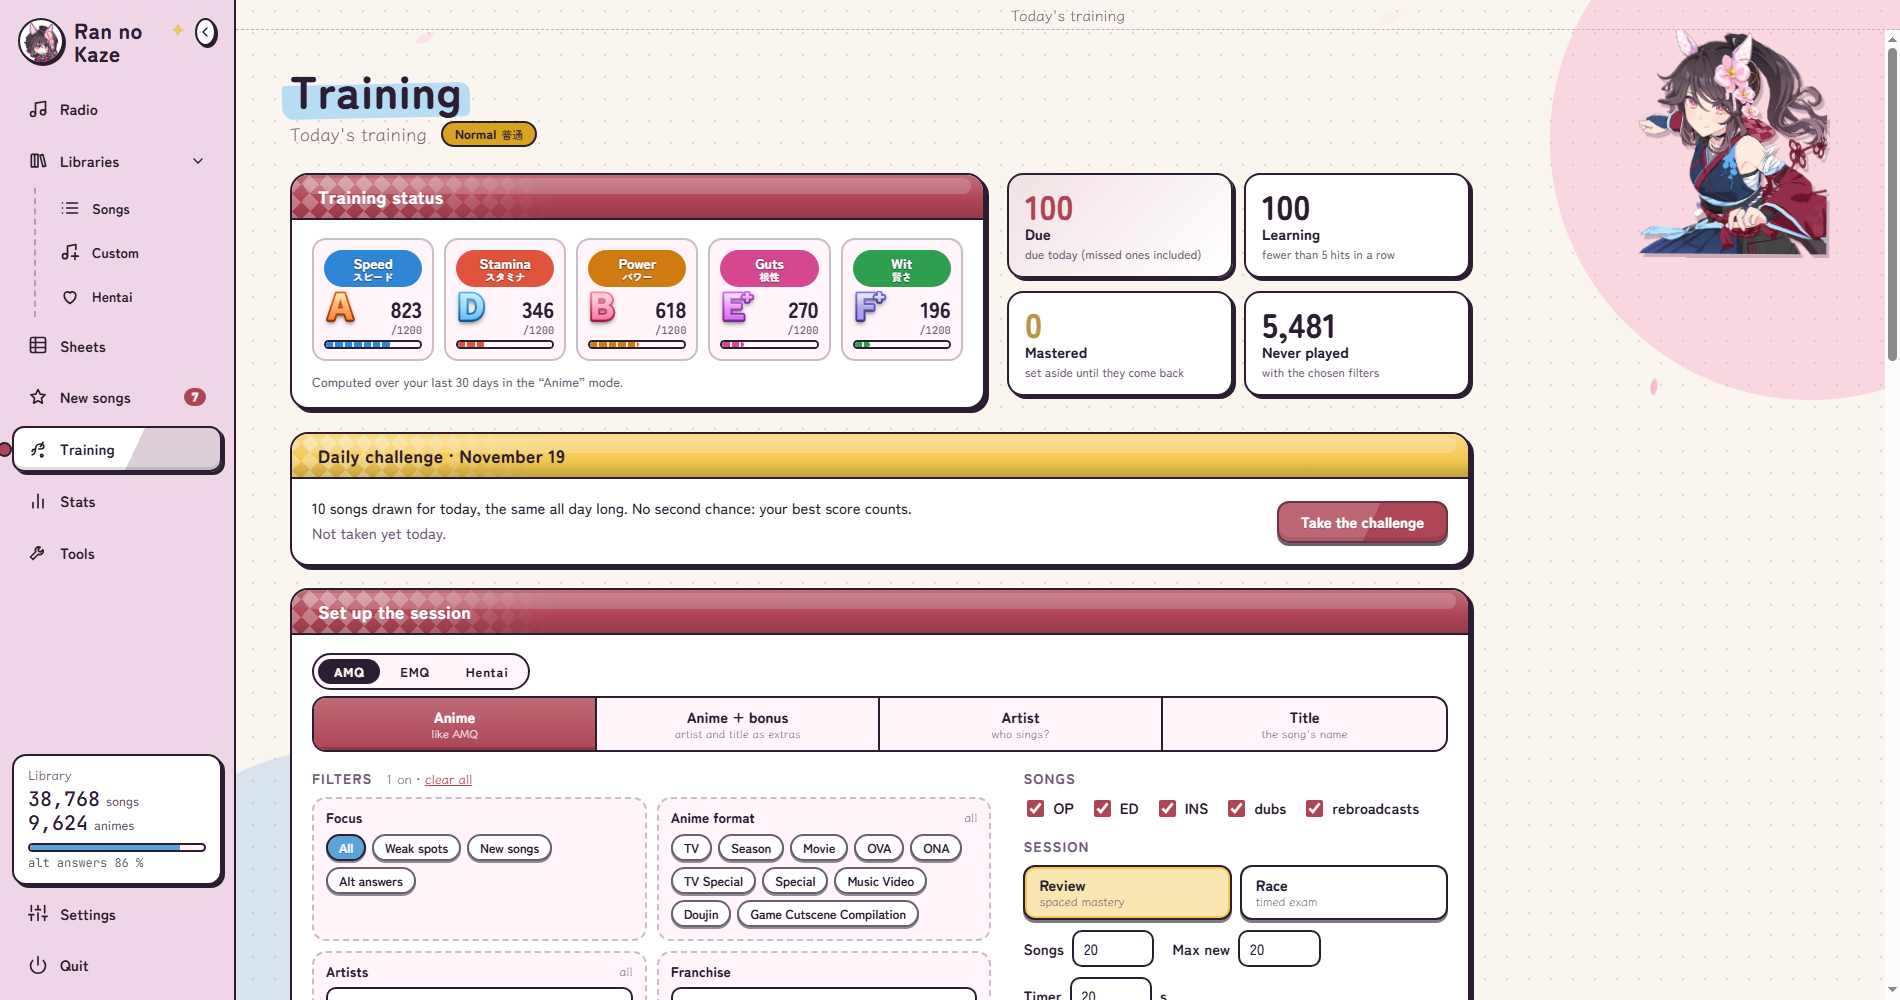 Ran no
Kaze
Radio
Libraries
Songs
Custom
Hentai
Sheets
New songs
7
Training
Stats
Tools
Library
38,768 songs
9,624 animes
alt answers 86 %
Settings
Quit
Today's training
Training
Today's training
Normal 普通
Training status
Speed
スピード
A
823
/1200
Stamina
スタミナ
D
346
/1200
Power
パワー
B
618
/1200
Guts
根性
E+
270
/1200
Wit
賢さ
F+
196
/1200
Computed over your last 30 days in the “Anime” mode.
100
Due
due today (missed ones included)
100
Learning
fewer than 5 hits in a row
0
Mastered
set aside until they come back
5,481
Never played
with the chosen filters
Daily challenge · November 19
10 songs drawn for today, the same all day long. No second chance: your best score counts.
Not taken yet today.
Take the challenge
Set up the session
AMQ EMQ Hentai
Anime
like AMQ
Anime + bonus
artist and title as extras
Artist
who sings?
Title
the song's name
FILTERS 1 on · clear all
Focus
All Weak spots New songs
Alt answers
Anime format all
TV Season Movie OVA ONA
TV Special Special Music Video
Doujin Game Cutscene Compilation
Artists all
Franchise
SONGS
OP ED INS dubs rebroadcasts
SESSION
Review
spaced mastery
Race
timed exam
Songs 20 Max new 20
Timer 20 s